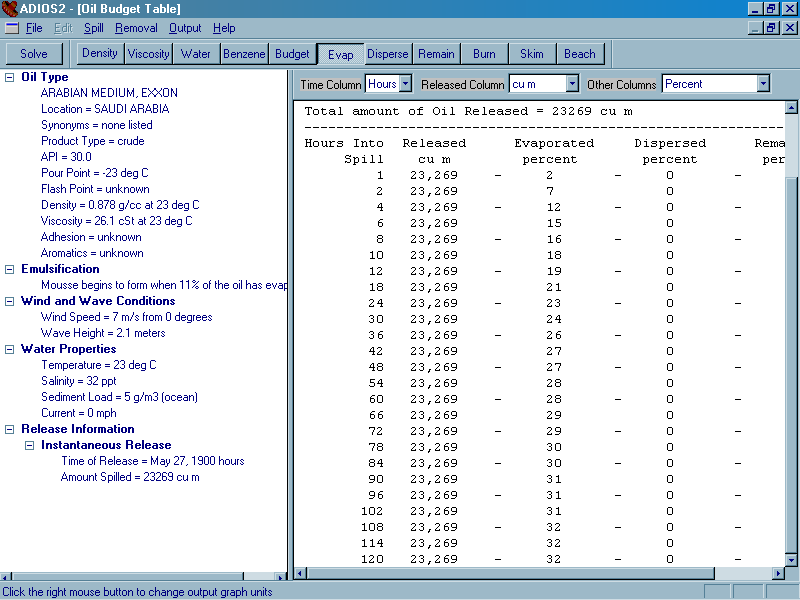 ADIOS2 - [Oil Budget Table]
File Edit Spill Removal Output Help
Solve Density Viscosity Water Benzene Budget Evap Disperse Remain Burn Skim Beach
Oil Type
ARABIAN MEDIUM, EXXON
Location = SAUDI ARABIA
Synonyms = none listed
Product Type = crude
API = 30.0
Pour Point = -23 deg C
Flash Point = unknown
Density = 0.878 g/cc at 23 deg C
Viscosity = 26.1 cSt at 23 deg C
Adhesion = unknown
Aromatics = unknown
Emulsification
Mousse begins to form when 11% of the oil has evap
Wind and Wave Conditions
Wind Speed = 7 m/s from 0 degrees
Wave Height = 2.1 meters
Water Properties
Temperature = 23 deg C
Salinity = 32 ppt
Sediment Load = 5 g/m3 (ocean)
Current = 0 mph
Release Information
Instantaneous Release
Time of Release = May 27, 1900 hours
Amount Spilled = 23269 cu m
Time Column Hours Released Column cu m Other Columns Percent
Total amount of Oil Released = 23269 cu m
Hours Into Released Evaporated Dispersed Rema
Spill cu m percent percent per
1 23,269 - 2 - 0 -
2 23,269 7 0
4 23,269 - 12 - 0 -
6 23,269 15 0
8 23,269 - 16 - 0 -
10 23,269 18 0
12 23,269 - 19 - 0 -
18 23,269 21 0
24 23,269 - 23 - 0 -
30 23,269 24 0
36 23,269 - 26 - 0 -
42 23,269 27 0
48 23,269 - 27 - 0 -
54 23,269 28 0
60 23,269 - 28 - 0 -
66 23,269 29 0
72 23,269 - 29 - 0 -
78 23,269 30 0
84 23,269 - 30 - 0 -
90 23,269 31 0
96 23,269 - 31 - 0 -
102 23,269 31 0
108 23,269 - 32 - 0 -
114 23,269 32 0
120 23,269 - 32 - 0 -
Click the right mouse button to change output graph units